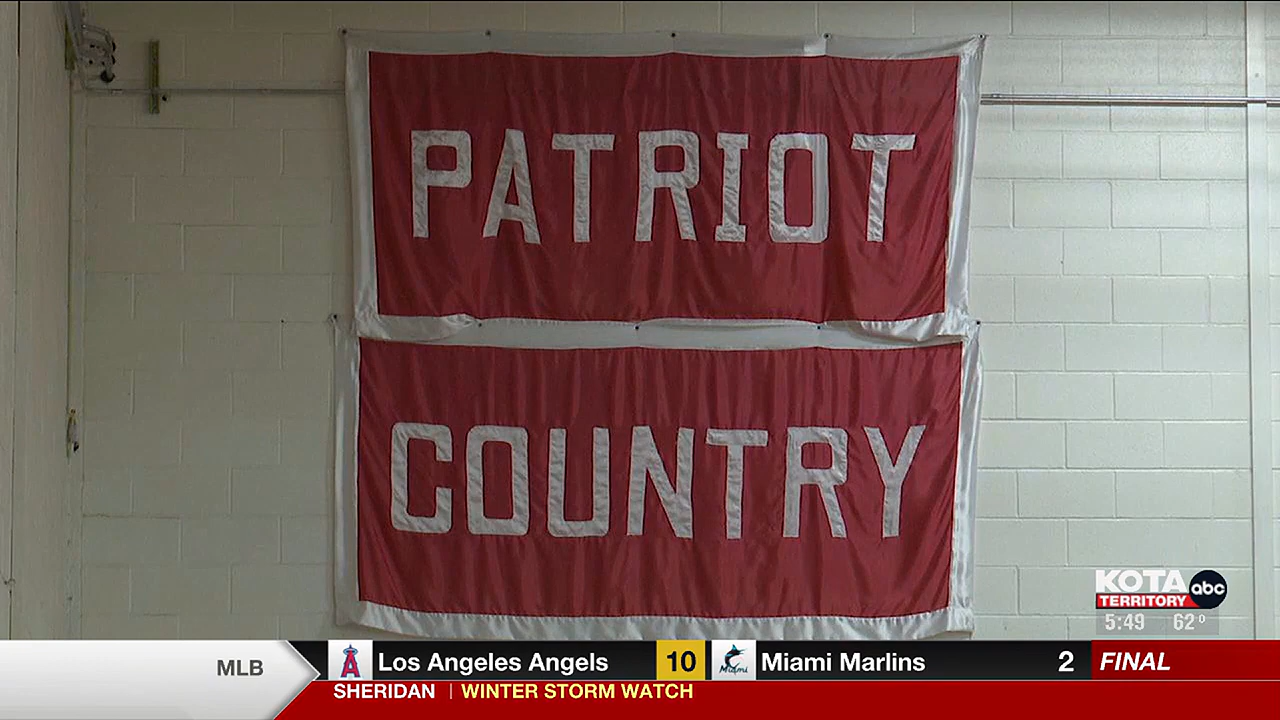 PATRIOT
COUNTRY
KOTA
TERRITORY
abc
5:49 62°
MLB
A
Los Angeles Angels 10
Miami
Miami Marlins 2
FINAL
SHERIDAN | WINTER STORM WATCH